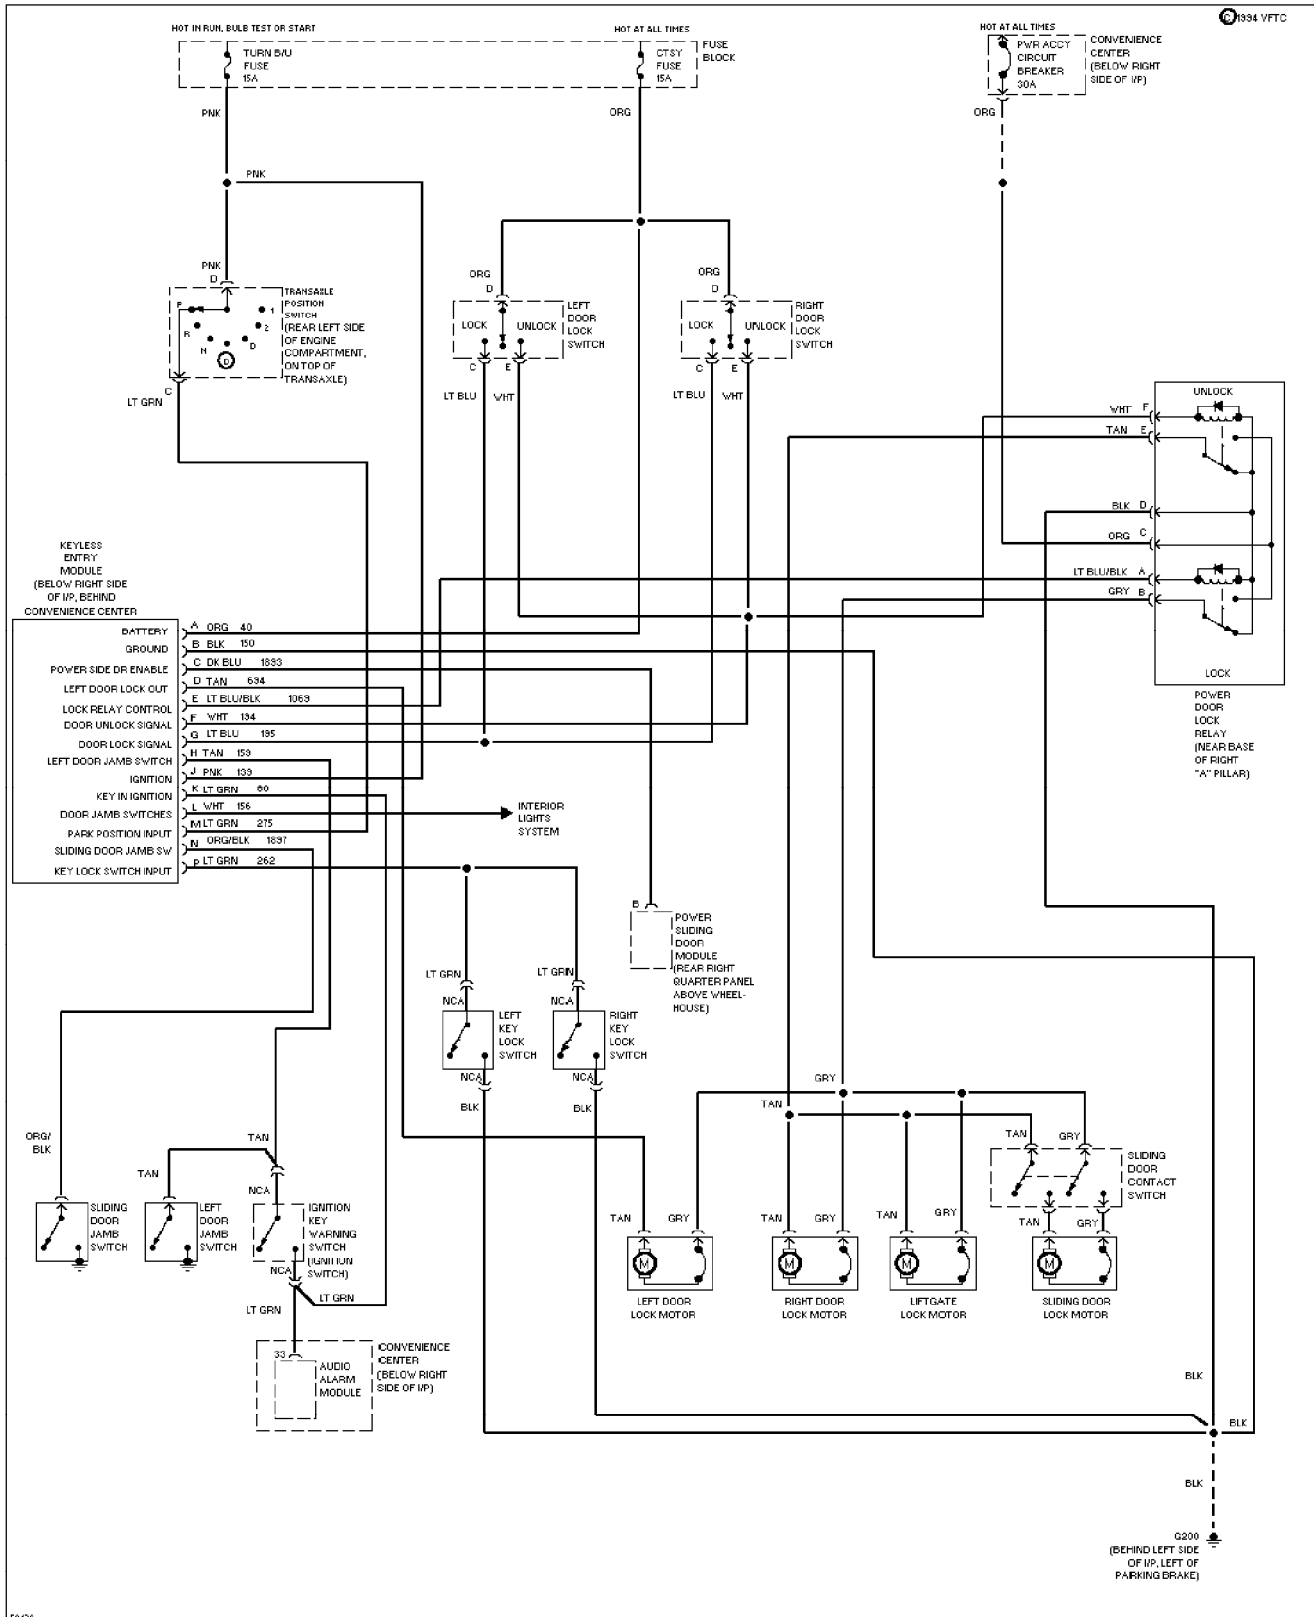 © 1994 VFTC
HOT IN RUN, BULB TEST OR START
HOT AT ALL TIMES
HOT AT ALL TIMES
TURN B/U
FUSE
15A
CTSY
FUSE
15A
FUSE
BLOCK
PWR ACCY
CIRCUIT
BREAKER
30A
CONVENIENCE
CENTER
(BELOW RIGHT
SIDE OF I/P)
PNK
ORG
ORG
PNK
PNK
D
TRANSAXLE
POSITION
SWITCH
(REAR LEFT SIDE
OF ENGINE
COMPARTMENT,
ON TOP OF
TRANSAXLE)
P
R
N
D
D
2
1
C
LT GRN
ORG
D
LOCK
UNLOCK
LEFT
DOOR
LOCK
SWITCH
C
E
LT BLU
WHT
ORG
D
LOCK
UNLOCK
RIGHT
DOOR
LOCK
SWITCH
C
E
LT BLU
WHT
UNLOCK
WHT F
TAN E
BLK D
ORG C
LT BLU/BLK A
GRY B
LOCK
POWER
DOOR
LOCK
RELAY
(NEAR BASE
OF RIGHT
"A" PILLAR)
KEYLESS
ENTRY
MODULE
(BELOW RIGHT SIDE
OF I/P, BEHIND
CONVENIENCE CENTER
BATTERY A ORG 40
GROUND B BLK 150
POWER SIDE DR ENABLE C DK BLU 1893
LEFT DOOR LOCK OUT D TAN 694
LOCK RELAY CONTROL E LT BLU/BLK 1069
DOOR UNLOCK SIGNAL F WHT 194
DOOR LOCK SIGNAL G LT BLU 195
LEFT DOOR JAMB SWITCH H TAN 159
IGNITION J PNK 139
KEY IN IGNITION K LT GRN 80
DOOR JAMB SWITCHES L WHT 156
PARK POSITION INPUT M LT GRN 275
SLIDING DOOR JAMB SW N ORG/BLK 1897
KEY LOCK SWITCH INPUT P LT GRN 262
INTERIOR
LIGHTS
SYSTEM
B
POWER
SLIDING
DOOR
MODULE
(REAR RIGHT
QUARTER PANEL
ABOVE WHEEL-
HOUSE)
LT GRN
NCA
LEFT
KEY
LOCK
SWITCH
NCA
BLK
LT GRN
NCA
RIGHT
KEY
LOCK
SWITCH
NCA
BLK
GRY
TAN
TAN
GRY
SLIDING
DOOR
CONTACT
SWITCH
ORG/
BLK
SLIDING
DOOR
JAMB
SWITCH
TAN
TAN
LEFT
DOOR
JAMB
SWITCH
NCA
IGNITION
KEY
WARNING
SWITCH
(IGNITION
SWITCH)
NCA
LT GRN
LT GRN
TAN
GRY
M
LEFT DOOR
LOCK MOTOR
TAN
GRY
M
RIGHT DOOR
LOCK MOTOR
TAN
GRY
M
LIFTGATE
LOCK MOTOR
TAN
GRY
M
SLIDING DOOR
LOCK MOTOR
33
AUDIO
ALARM
MODULE
CONVENIENCE
CENTER
(BELOW RIGHT
SIDE OF I/P)
BLK
BLK
BLK
G200
(BEHIND LEFT SIDE
OF I/P, LEFT OF
PARKING BRAKE)